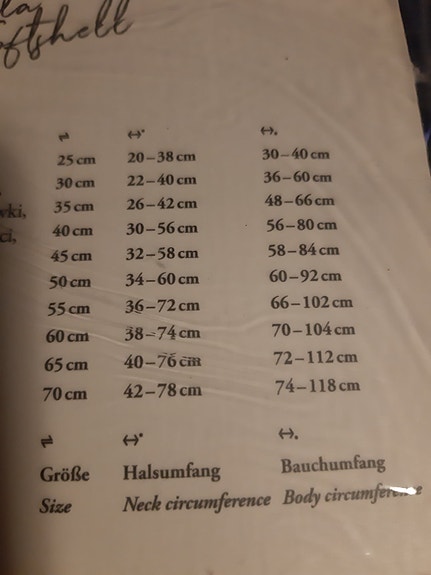 25 cm 20–38 cm 30–40 cm
30 cm 22–40 cm 36–60 cm
35 cm 26–42 cm 48–66 cm
40 cm 30–56 cm 56–80 cm
45 cm 32–58 cm 58–84 cm
50 cm 34–60 cm 60–92 cm
55 cm 36–72 cm 66–102 cm
60 cm 38–74 cm 70–104 cm
65 cm 40–76 cm 72–112 cm
70 cm 42–78 cm 74–118 cm
Größe Halsumfang Bauchumfang
Size Neck circumference Body circumference